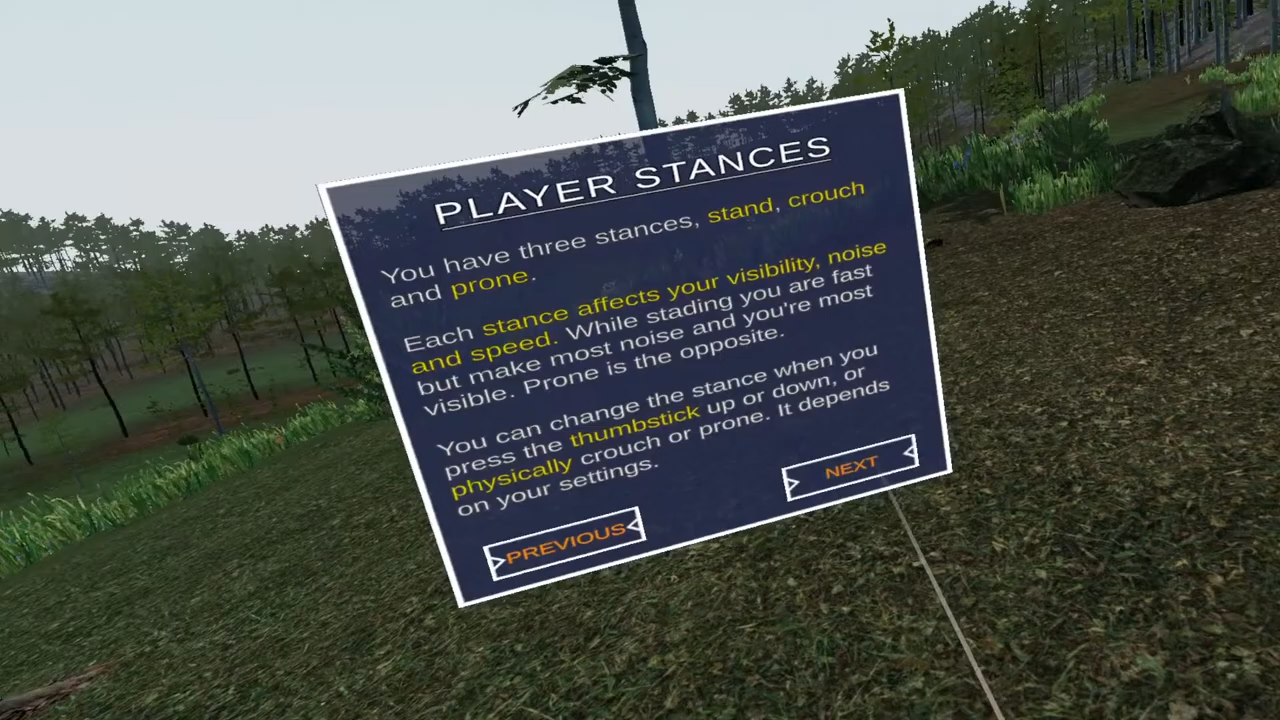 PLAYER STANCES
You have three stances, stand, crouch
and prone.
Each stance affects your visibility, noise
and speed. While stading you are fast
but make most noise and you're most
visible. Prone is the opposite.
You can change the stance when you
press the thumbstick up or down, or
physically crouch or prone. It depends
on your settings.
PREVIOUS
NEXT